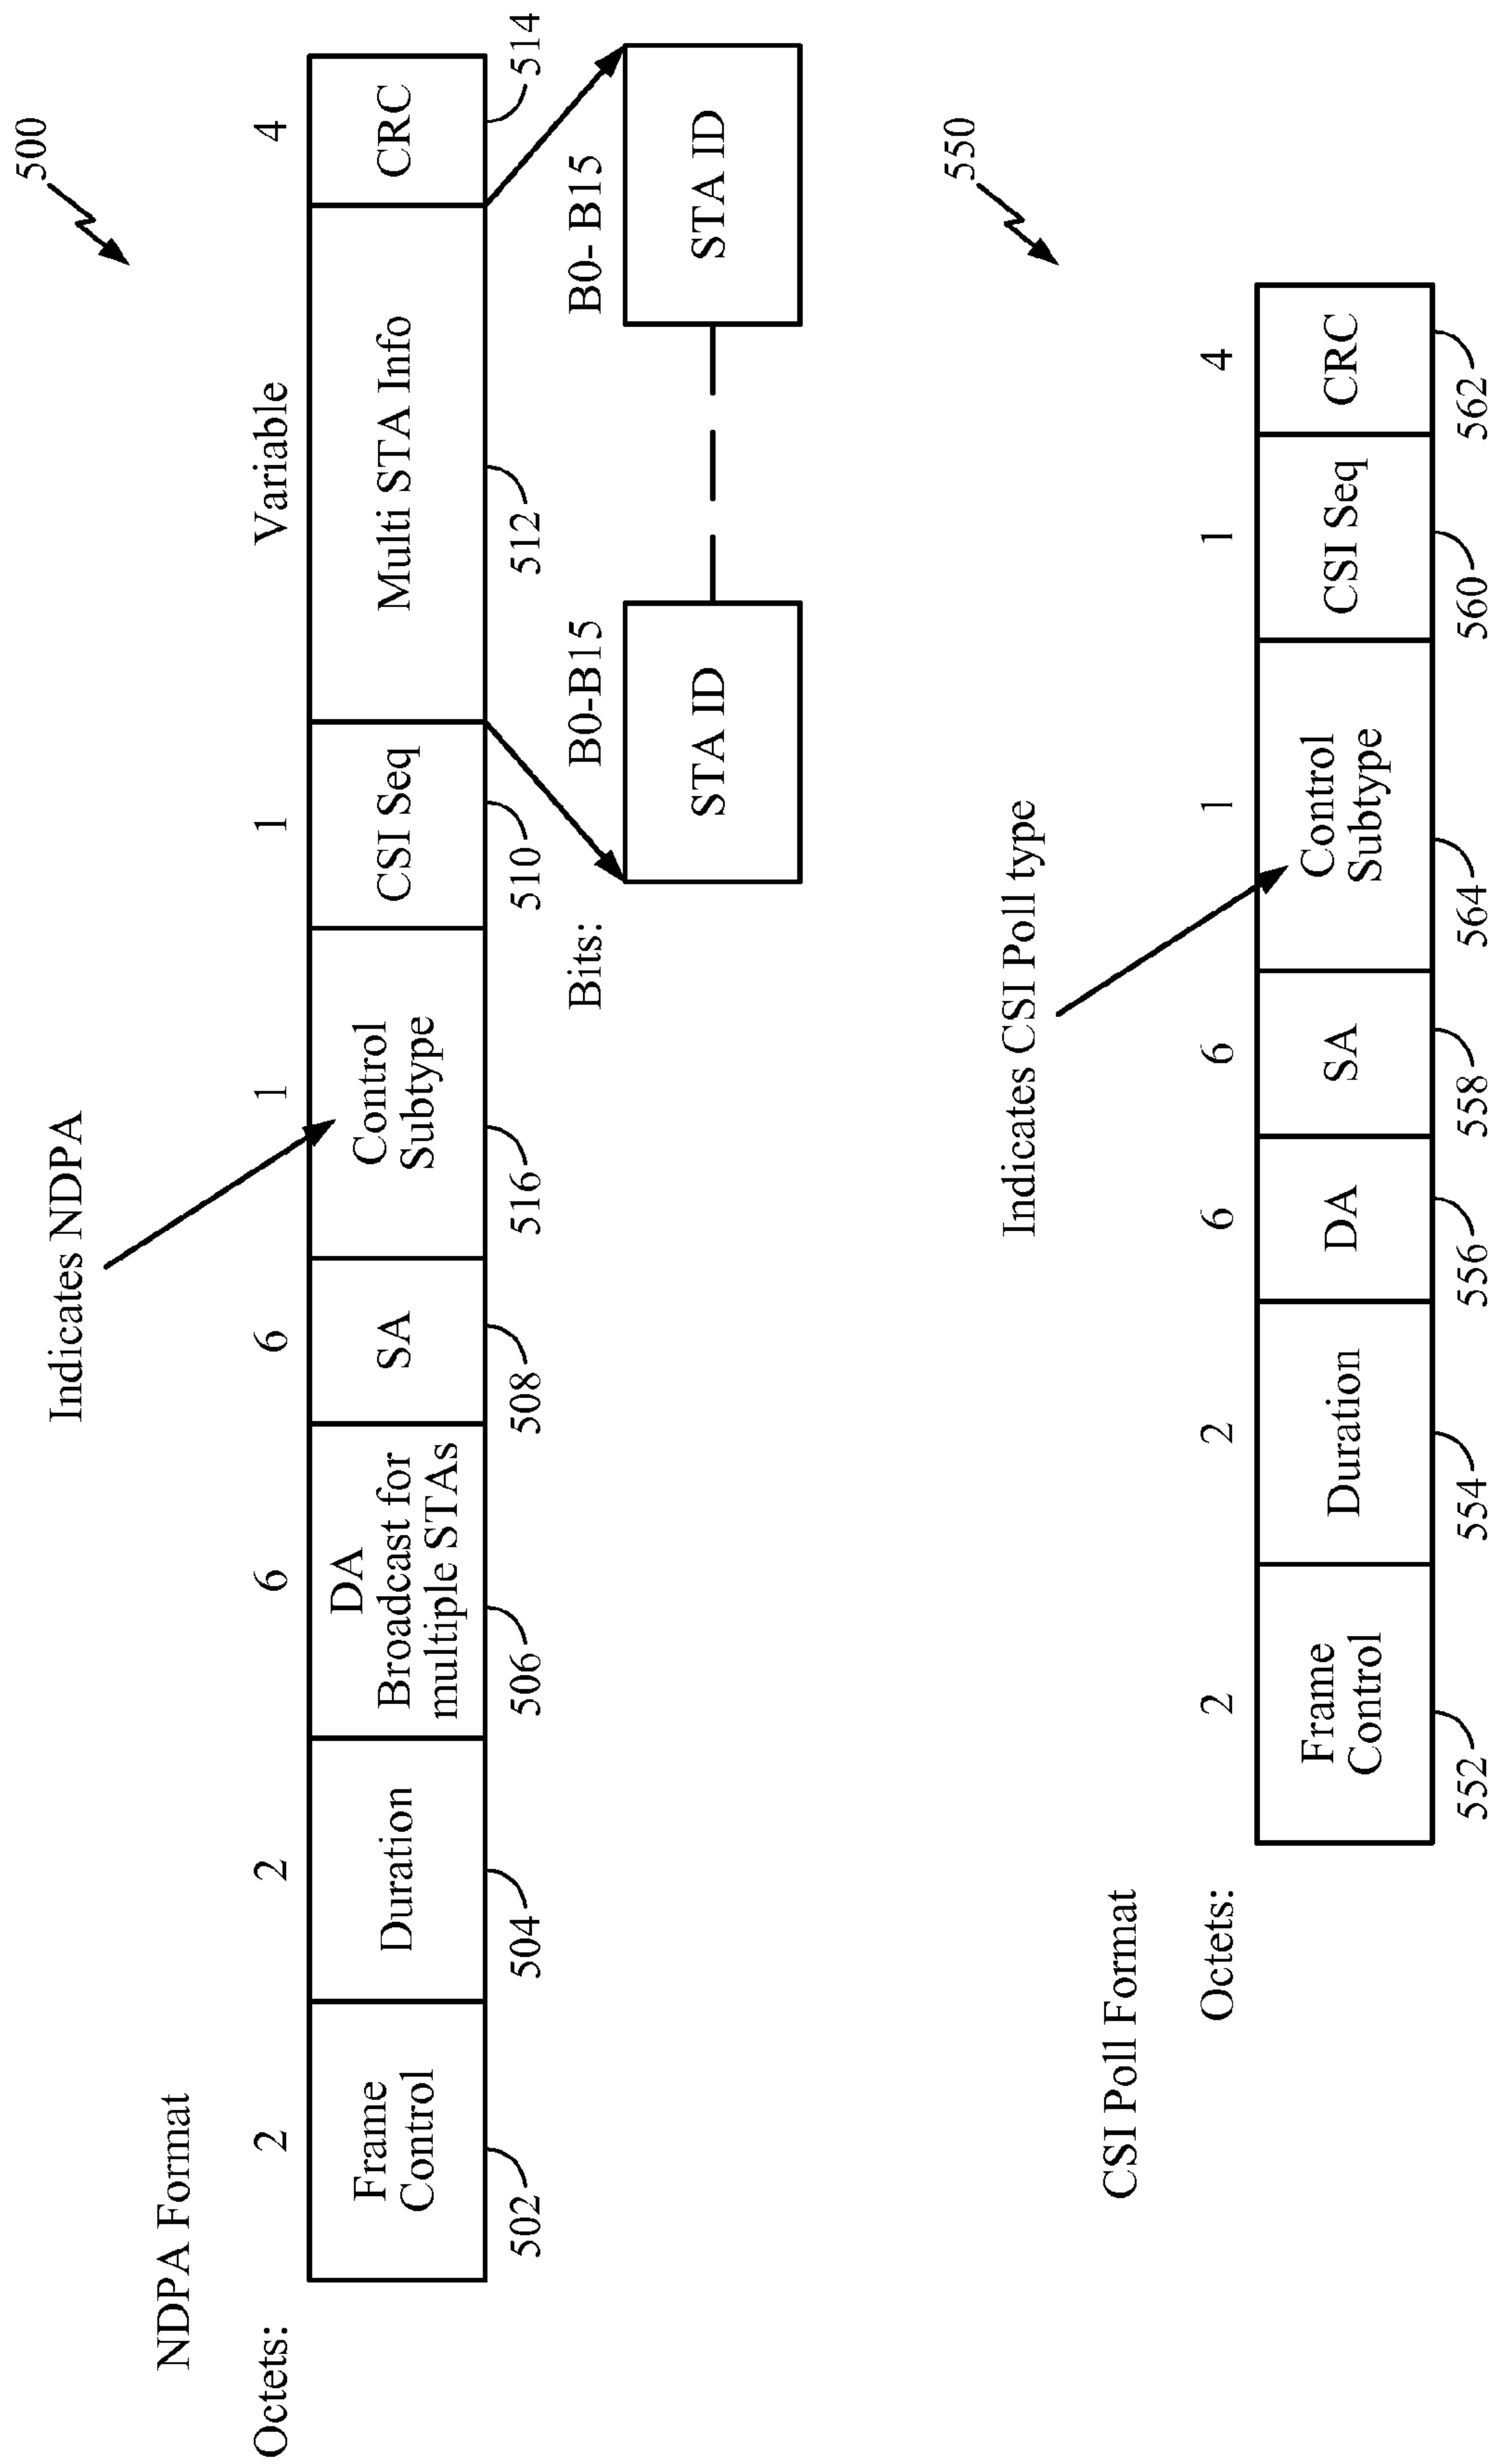 500
Indicates NDPA
NDPA Format
Octets: 2 2 6 6 1 1 Variable 4
Frame
Control
Duration
DA
Broadcast for
multiple STAs
SA
Control
Subtype
CSI Seq
Multi STA Info
CRC
502 504 506 508 516 510 512 514
Bits: B0-B15 B0- B15
STA ID
STA ID
550
Indicates CSI Poll type
CSI Poll Format
Octets: 2 2 6 6 1 1 4
Frame
Control
Duration
DA
SA
Control
Subtype
CSI Seq
CRC
552 554 556 558 564 560 562